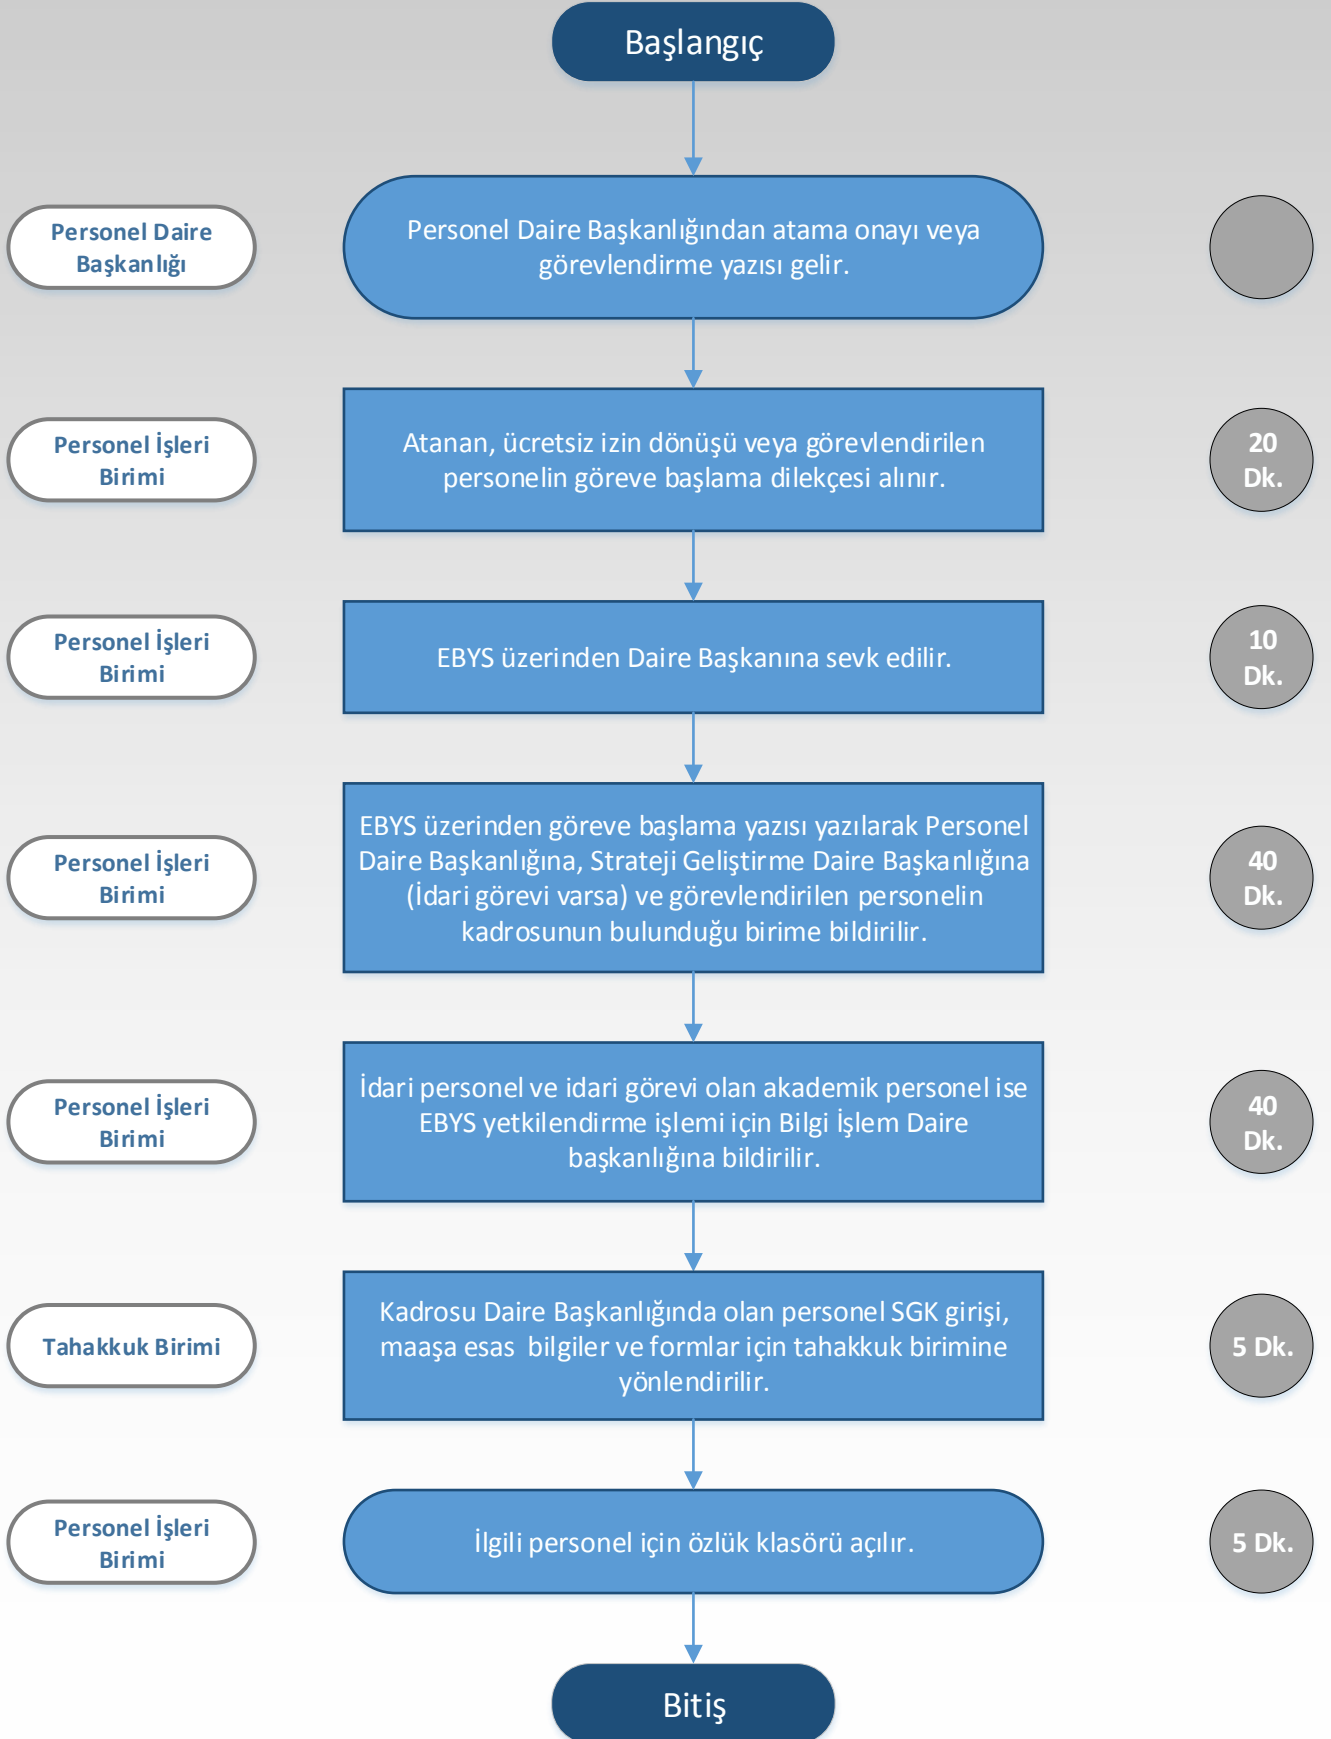 Başlangıç
Personel Daire
Başkanlığı
Personel Daire Başkanlığından atama onayı veya
görevlendirme yazısı gelir.
Personel İşleri
Birimi
Atanan, ücretsiz izin dönüşü veya görevlendirilen
personelin göreve başlama dilekçesi alınır.
20
Dk.
Personel İşleri
Birimi
EBYS üzerinden Daire Başkanına sevk edilir.
10
Dk.
Personel İşleri
Birimi
EBYS üzerinden göreve başlama yazısı yazılarak Personel
Daire Başkanlığına, Strateji Geliştirme Daire Başkanlığına
(İdari görevi varsa) ve görevlendirilen personelin
kadrosunun bulunduğu birime bildirilir.
40
Dk.
Personel İşleri
Birimi
İdari personel ve idari görevi olan akademik personel ise
EBYS yetkilendirme işlemi için Bilgi İşlem Daire
başkanlığına bildirilir.
40
Dk.
Tahakkuk Birimi
Kadrosu Daire Başkanlığında olan personel SGK girişi,
maaşa esas  bilgiler ve formlar için tahakkuk birimine
yönlendirilir.
5 Dk.
Personel İşleri
Birimi
İlgili personel için özlük klasörü açılır.
5 Dk.
Bitiş